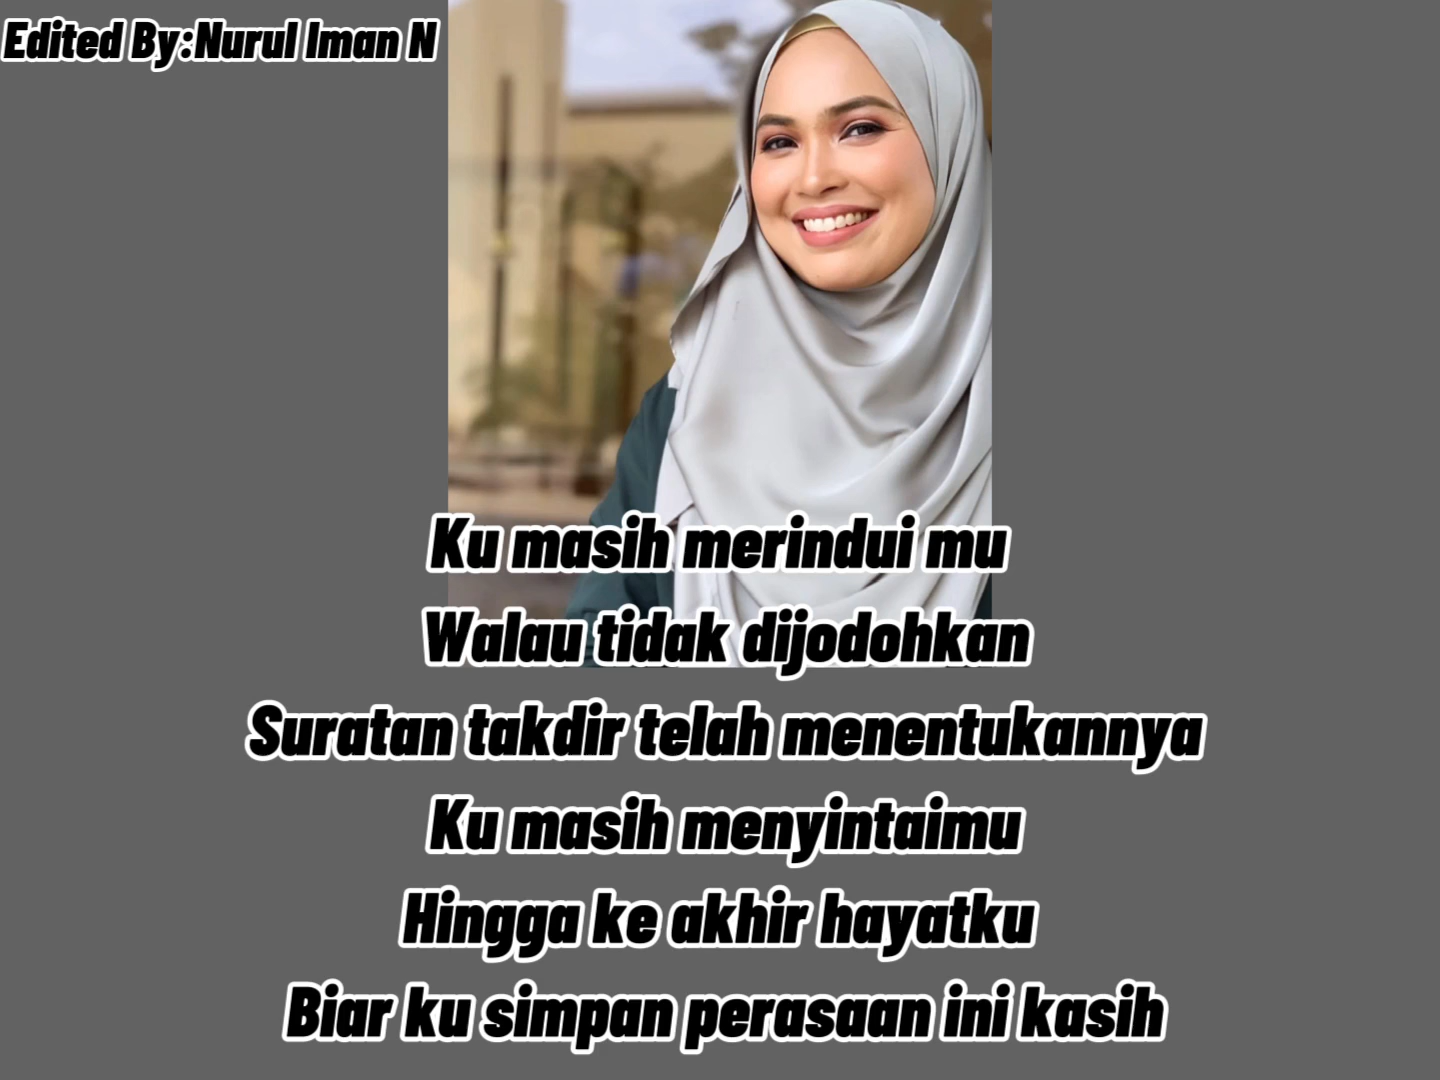 Edited By:Nurul Iman N
Ku masih merindui mu
Walau tidak dijodohkan
Suratan takdir telah menentukannya
Ku masih menyintaimu
Hingga ke akhir hayatku
Biar ku simpan perasaan ini kasih